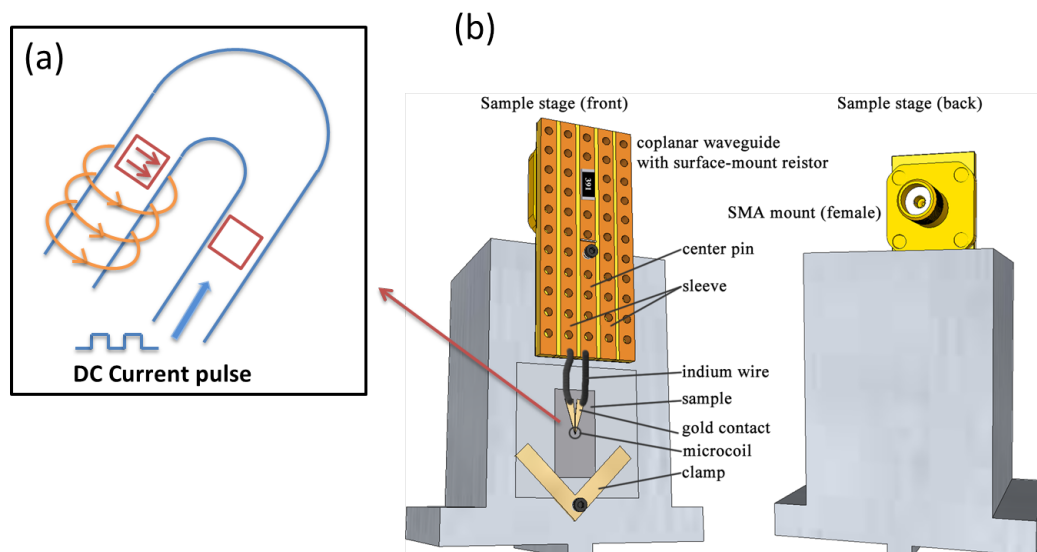 (a)
DC Current pulse
(b)
Sample stage (front)
Sample stage (back)
coplanar waveguide
with surface-mount reistor
391
SMA mount (female)
center pin
sleeve
indium wire
sample
gold contact
microcoil
clamp